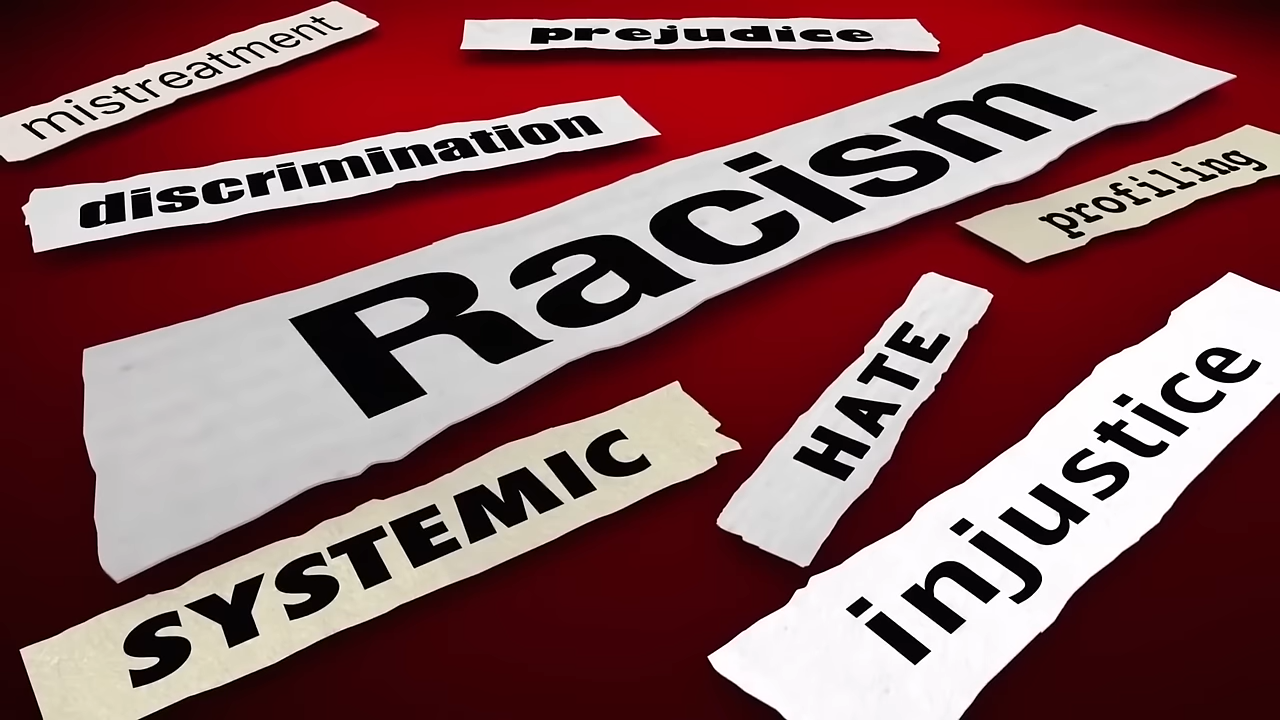 mistreatment
prejudice
discrimination
Racism
profiling
HATE
SYSTEMIC
injustice